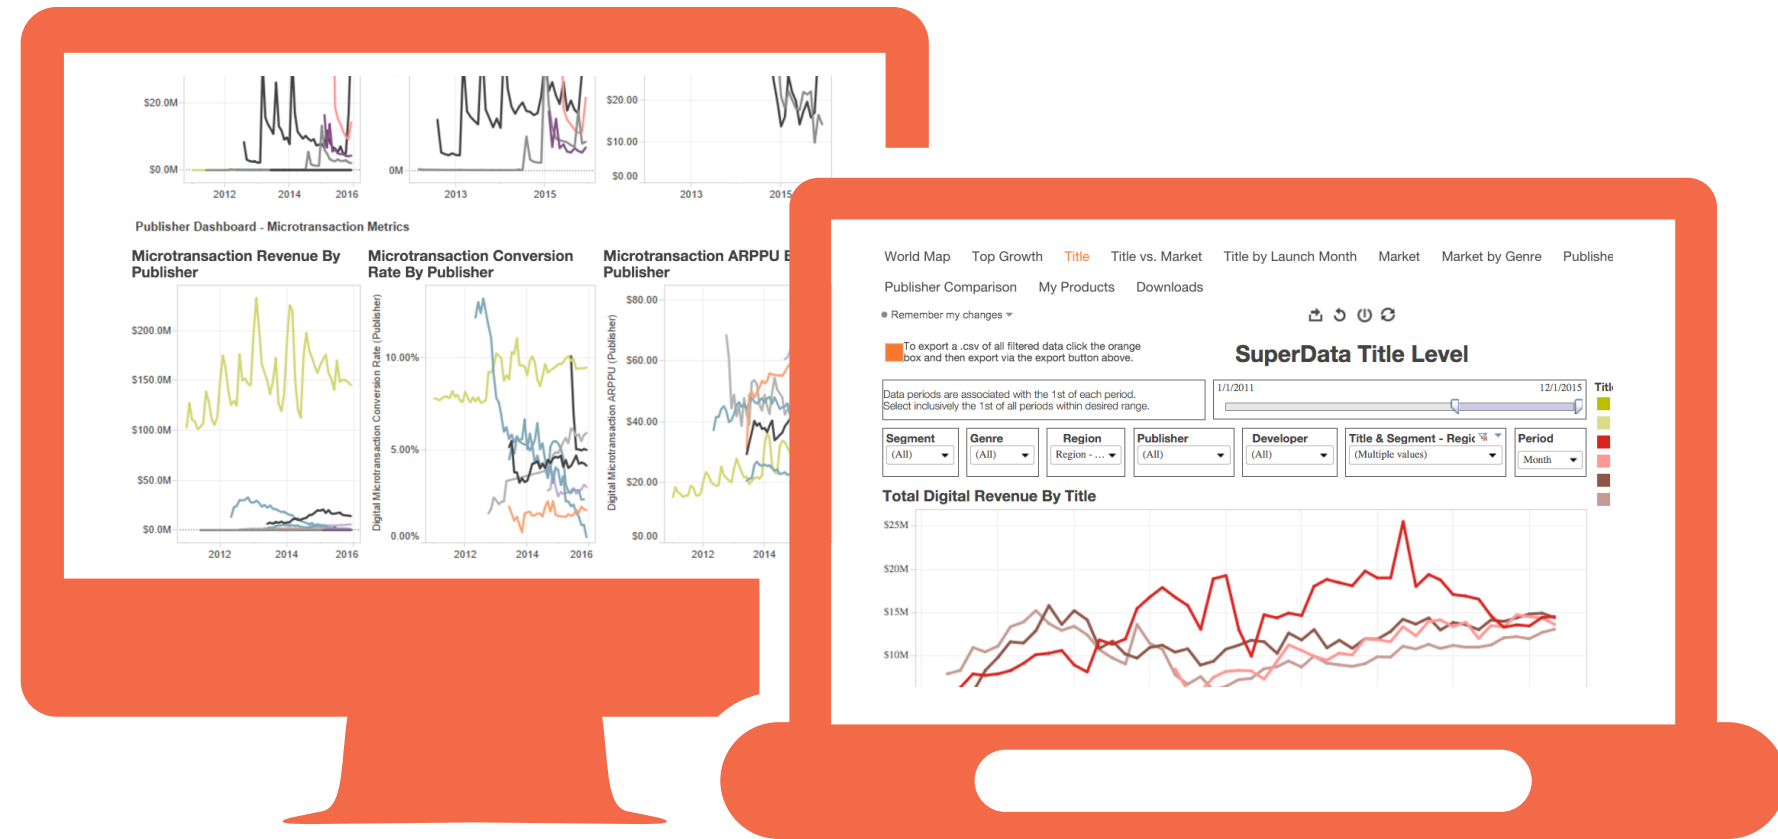 $20.0M
$0.0M
2012 2014 2016
0M
2013 2015
$20.00
$10.00
$0.00
2013 2015
Publisher Dashboard - Microtransaction Metrics
Microtransaction Revenue By
Publisher
$200.0M
$150.0M
$100.0M
$50.0M
$0.0M
2012 2014 2016
Microtransaction Conversion
Rate By Publisher
Digital Microtransaction Conversion Rate (Publisher)
10.00%
5.00%
0.00%
2012 2014 2016
Microtransaction ARPPU
Publisher
Digital Microtransaction ARPPU (Publisher)
$80.00
$60.00
$40.00
$20.00
$0.00
2012 2014
World Map Top Growth Title Title vs. Market Title by Launch Month Market Market by Genre Publishe
Publisher Comparison My Products Downloads
Remember my changes
To export a .csv of all filtered data click the orange
box and then export via the export button above.
SuperData Title Level
Data periods are associated with the 1st of each period.
Select inclusively the 1st of all periods within desired range.
1/1/2011 12/1/2015
Titl
Segment Genre Region Publisher Developer Title & Segment - Regic Period
(All) (All) Region - ... (All) (All) (Multiple values) Month
Total Digital Revenue By Title
$25M
$20M
$15M
$10M